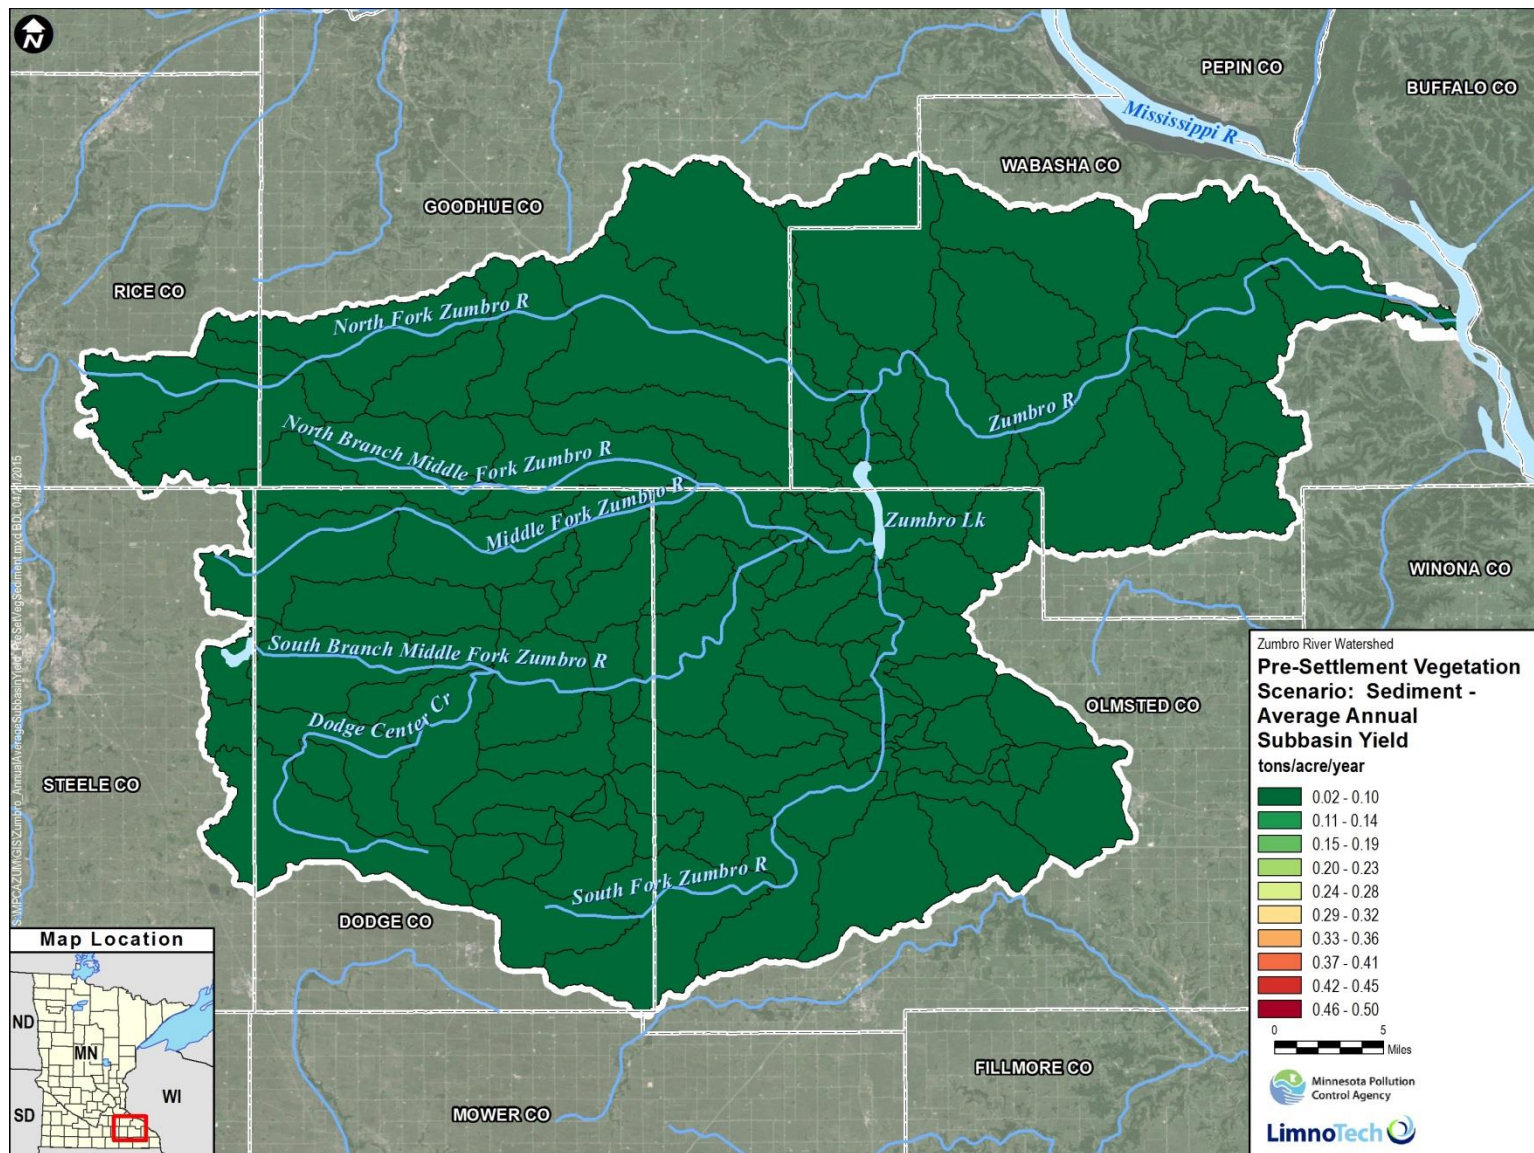 N
PEPIN CO
BUFFALO CO
Mississippi R
WABASHA CO
GOODHUE CO
RICE CO
North Fork Zumbro R
Zumbro R
North Branch Middle Fork Zumbro R
Middle Fork Zumbro R
Zumbro Lk
WINONA CO
South Branch Middle Fork Zumbro R
Dodge Center Cr
OLMSTED CO
STEELE CO
South Fork Zumbro R
DODGE CO
FILLMORE CO
MOWER CO
Zumbro River Watershed
Pre-Settlement Vegetation
Scenario: Sediment -
Average Annual
Subbasin Yield
tons/acre/year
0.02 - 0.10
0.11 - 0.14
0.15 - 0.19
0.20 - 0.23
0.24 - 0.28
0.29 - 0.32
0.33 - 0.36
0.37 - 0.41
0.42 - 0.45
0.46 - 0.50
0 5
Miles
Minnesota Pollution
Control Agency
LimnoTech
Map Location
ND
MN
WI
SD